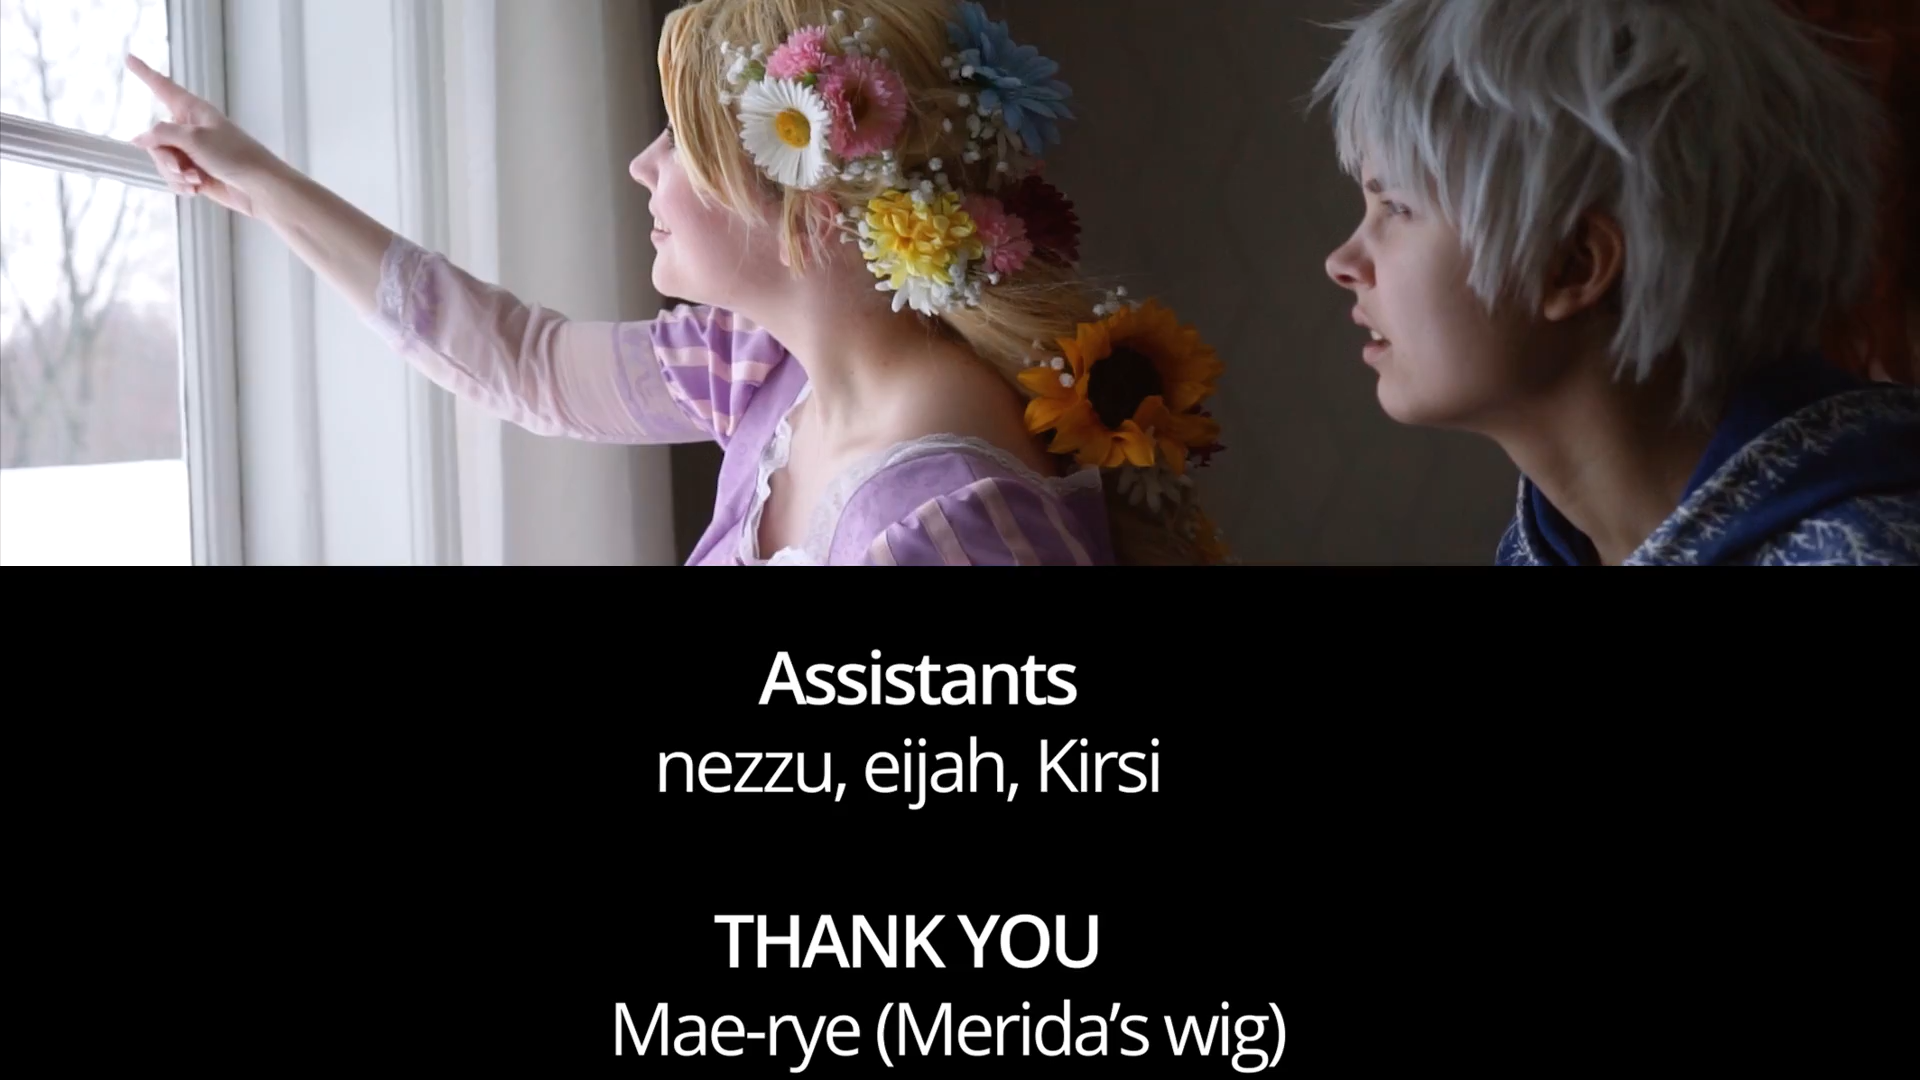 Assistants
nezzu, eijah, Kirsi
THANK YOU
Mae-rye (Merida’s wig)